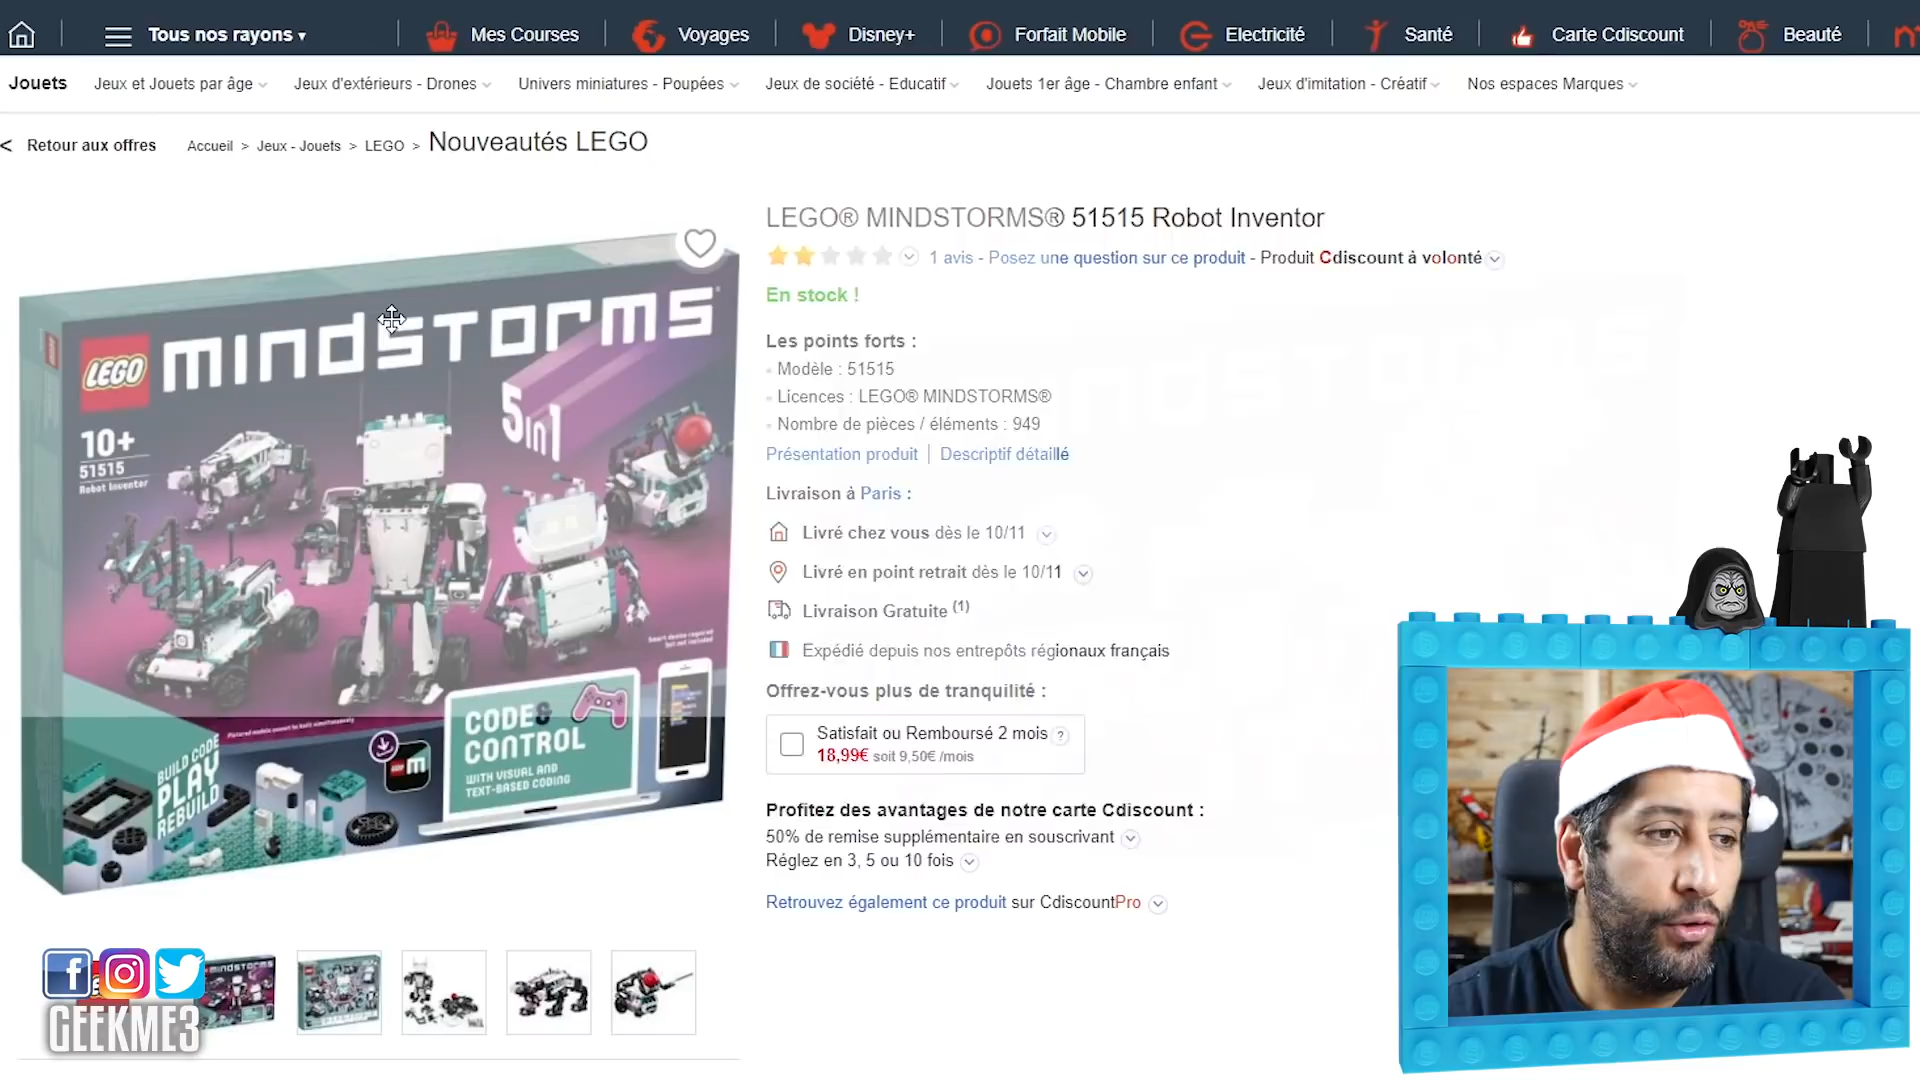 Tous nos rayons ▾
Mes Courses
Voyages
Disney+
Forfait Mobile
Electricité
Santé
Carte Cdiscount
Beauté
Jouets
Jeux et Jouets par âge
Jeux d'extérieurs - Drones
Univers miniatures - Poupées
Jeux de société - Educatif
Jouets 1er âge - Chambre enfant
Jeux d'imitation - Créatif
Nos espaces Marques
< Retour aux offres
Accueil > Jeux - Jouets > LEGO > Nouveautés LEGO
LEGO® MINDSTORMS® 51515 Robot Inventor
1 avis - Posez une question sur ce produit - Produit Cdiscount à volonté
En stock !
Les points forts :
Modèle : 51515
Licences : LEGO® MINDSTORMS®
Nombre de pièces / éléments : 949
Présentation produit | Descriptif détaillé
Livraison à Paris :
Livré chez vous dès le 10/11
Livré en point retrait dès le 10/11
Livraison Gratuite (1)
Expédié depuis nos entrepôts régionaux français
Offrez-vous plus de tranquilité :
Satisfait ou Remboursé 2 mois ?
18,99€ soit 9,50€ /mois
Profitez des avantages de notre carte Cdiscount :
50% de remise supplémentaire en souscrivant
Réglez en 3, 5 ou 10 fois
Retrouvez également ce produit sur CdiscountPro
LEGO
mindstorms
10+
51515
Robot Inventor
5in1
Smart device required
but not included
CODE&
CONTROL
WITH VISUAL AND
TEXT-BASED CODING
BUILD CODE
PLAY
REBUILD
m
mindstorms
GEEKME3